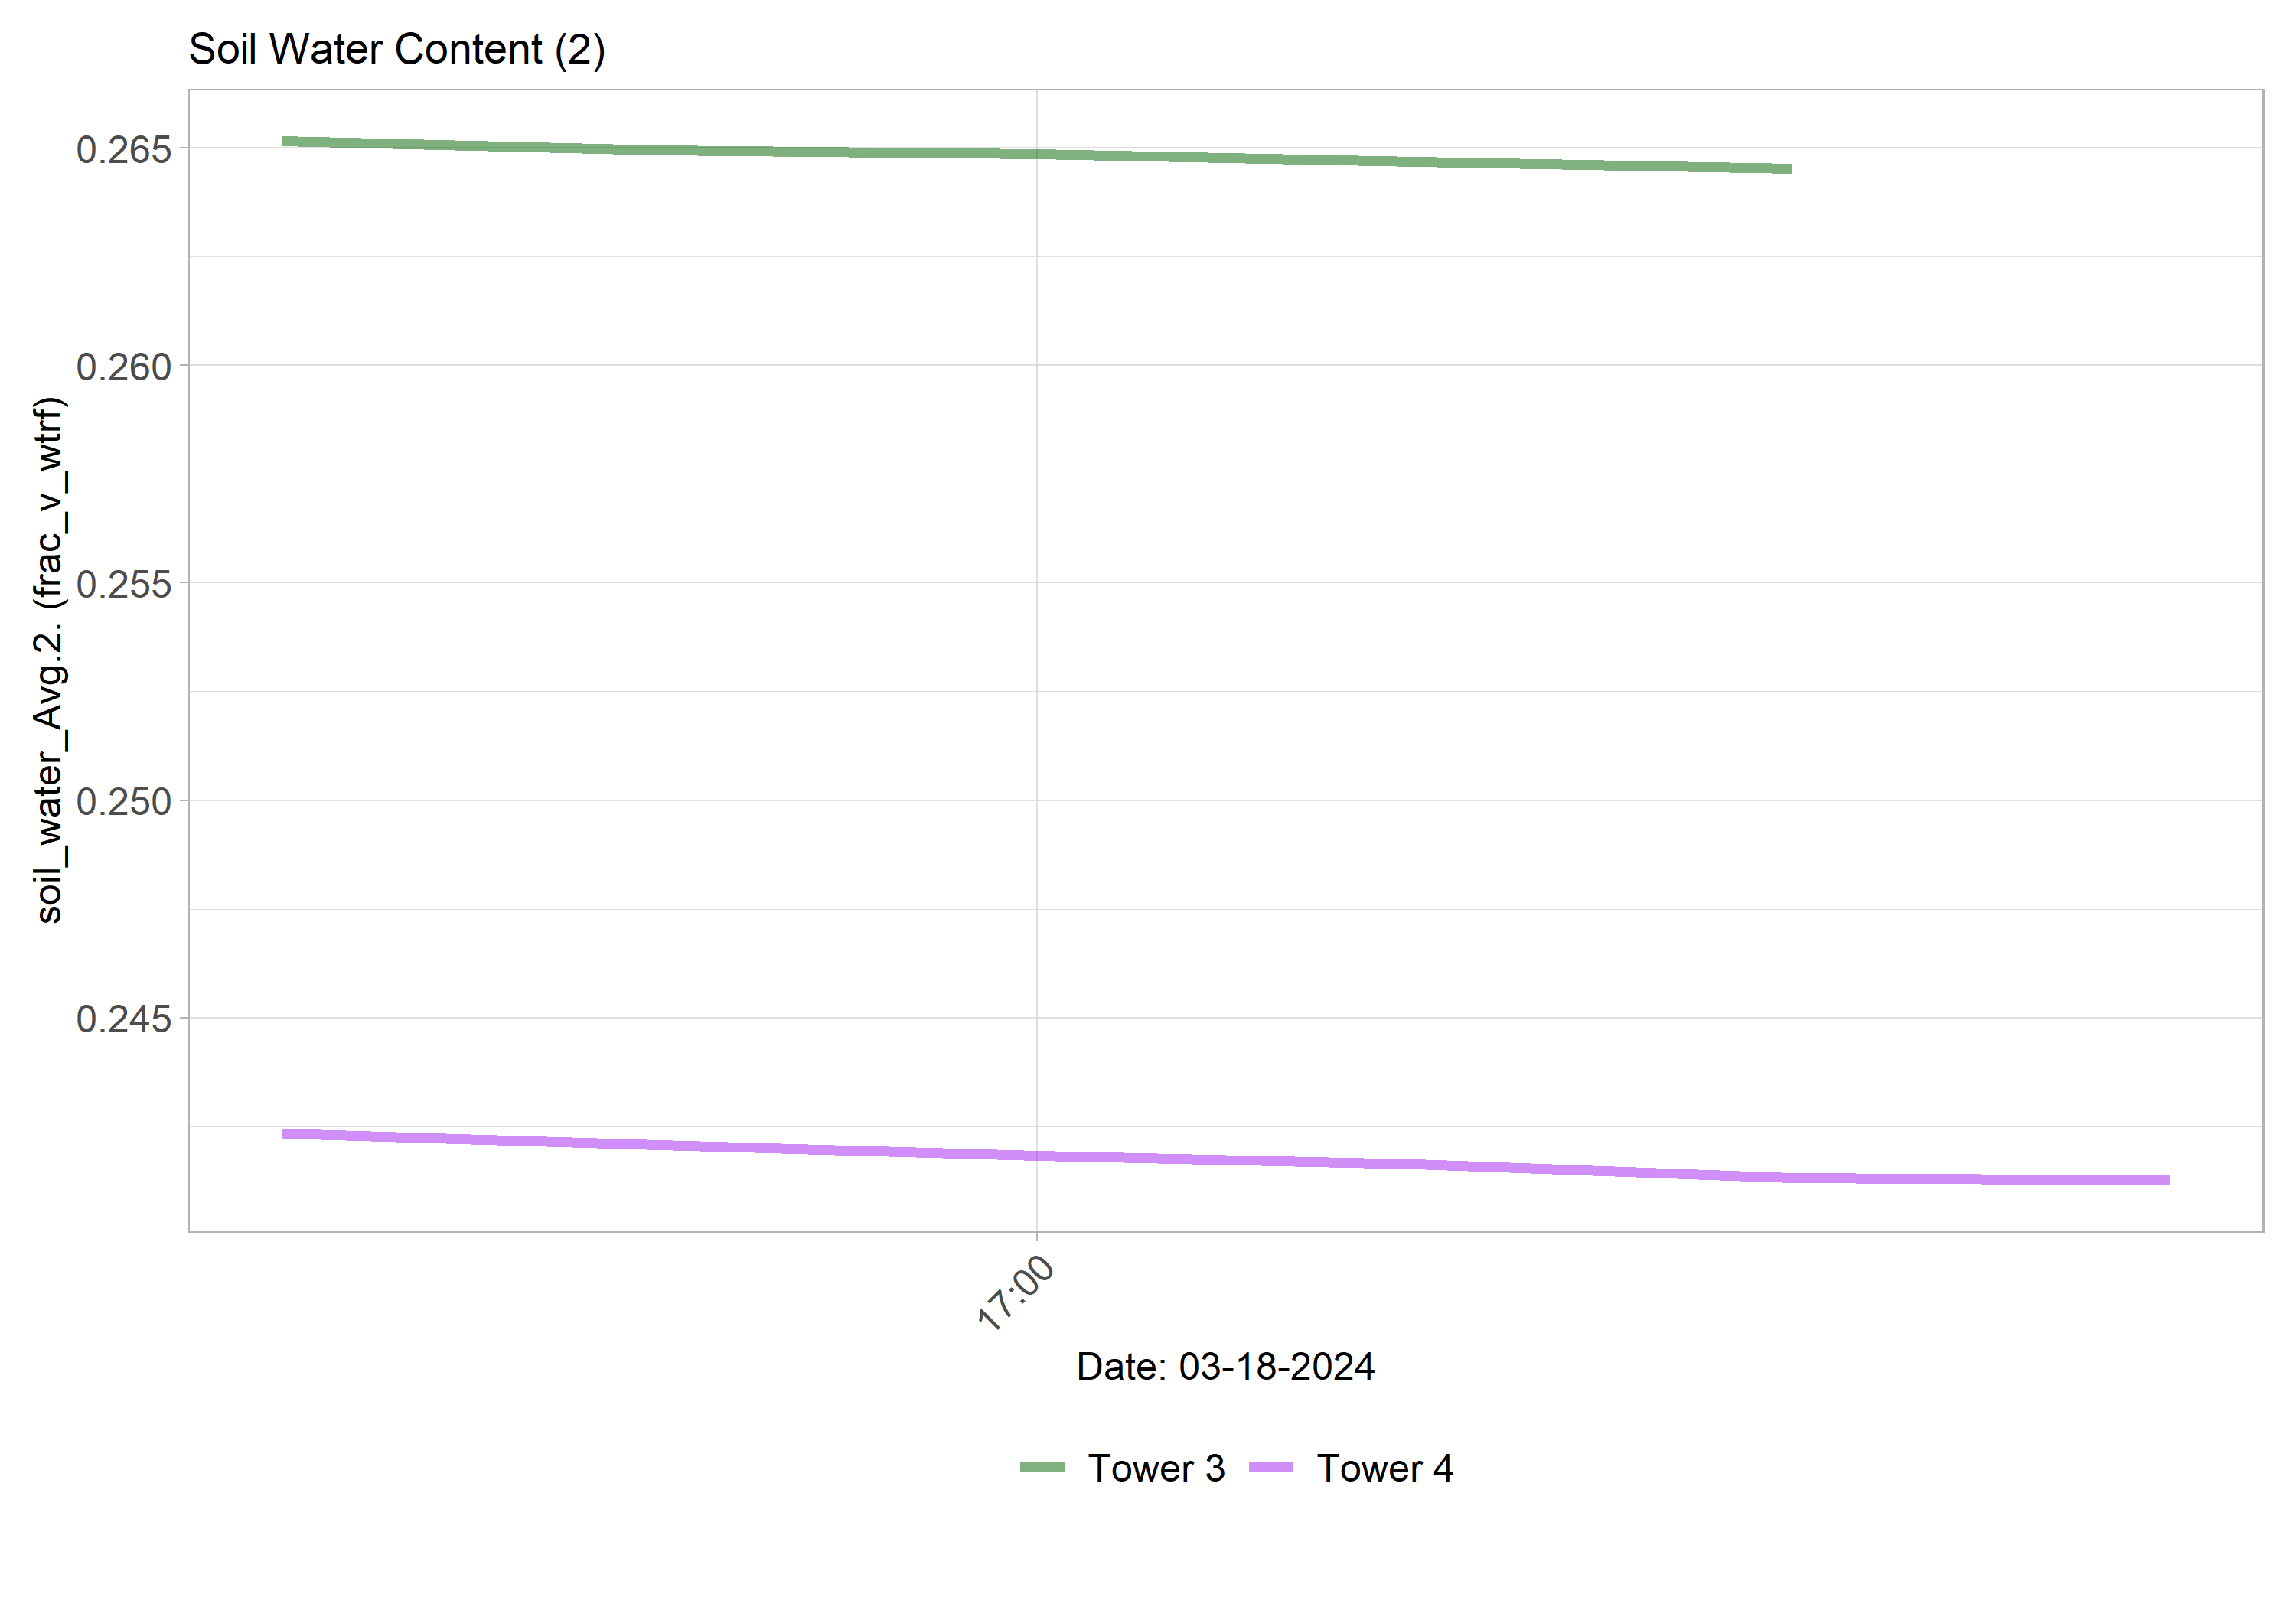 Soil Water Content (2)
soil_water_Avg.2. (frac_v_wtrf)
0.265
0.260
0.255
0.250
0.245
17:00
Date: 03-18-2024
Tower 3 Tower 4